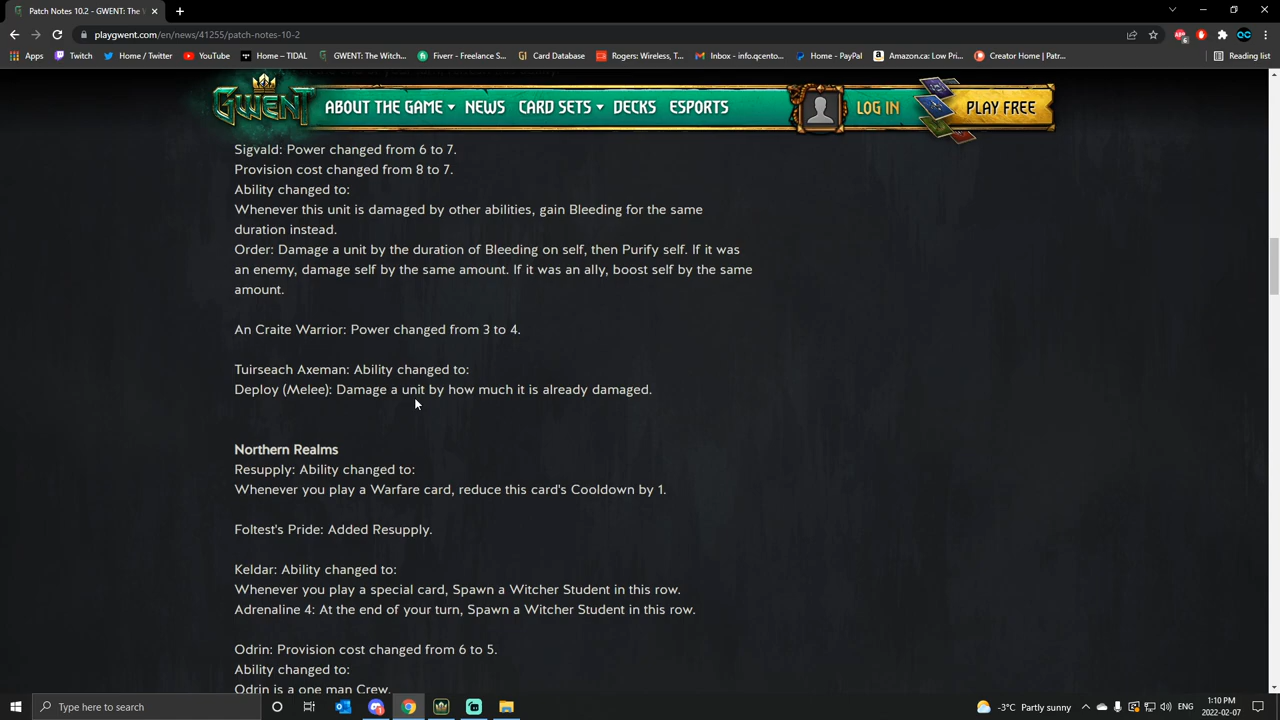 Patch Notes 10.2 - GWENT: The W
playgwent.com/en/news/41255/patch-notes-10-2
Apps
Twitch
Home / Twitter
YouTube
Home – TIDAL
GWENT: The Witch...
Fiverr - Freelance S...
Card Database
Rogers: Wireless, T...
Inbox - info.qcento...
Home - PayPal
Amazon.ca: Low Pri...
Creator Home | Patr...
Reading list
GWENT
ABOUT THE GAME
NEWS
CARD SETS
DECKS
ESPORTS
LOG IN
PLAY FREE
Sigvald: Power changed from 6 to 7.
Provision cost changed from 8 to 7.
Ability changed to:
Whenever this unit is damaged by other abilities, gain Bleeding for the same
duration instead.
Order: Damage a unit by the duration of Bleeding on self, then Purify self. If it was
an enemy, damage self by the same amount. If it was an ally, boost self by the same
amount.
An Craite Warrior: Power changed from 3 to 4.
Tuirseach Axeman: Ability changed to:
Deploy (Melee): Damage a unit by how much it is already damaged.
Northern Realms
Resupply: Ability changed to:
Whenever you play a Warfare card, reduce this card's Cooldown by 1.
Foltest's Pride: Added Resupply.
Keldar: Ability changed to:
Whenever you play a special card, Spawn a Witcher Student in this row.
Adrenaline 4: At the end of your turn, Spawn a Witcher Student in this row.
Odrin: Provision cost changed from 6 to 5.
Ability changed to:
Odrin is a one man Crew.
Type here to search
-3°C Partly sunny
ENG
1:10 PM
2022-02-07